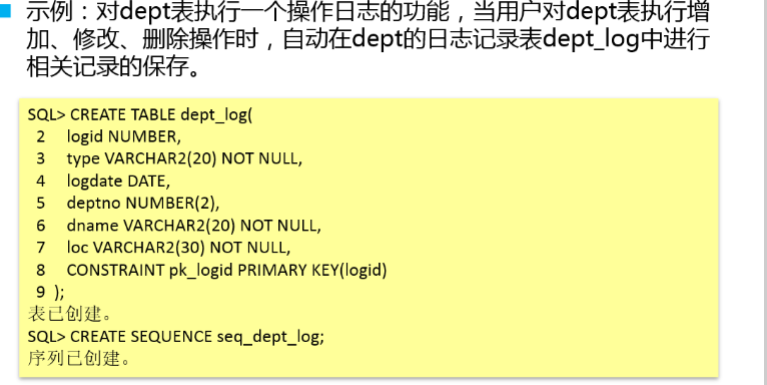 示例：对dept表执行一个操作日志的功能，当用户对dept表执行增
加、修改、删除操作时，自动在dept的日志记录表dept_log中进行
相关记录的保存。
SQL> CREATE TABLE dept_log(
2 logid NUMBER,
3 type VARCHAR2(20) NOT NULL,
4 logdate DATE,
5 deptno NUMBER(2),
6 dname VARCHAR2(20) NOT NULL,
7 loc VARCHAR2(30) NOT NULL,
8 CONSTRAINT pk_logid PRIMARY KEY(logid)
9 );
表已创建。
SQL> CREATE SEQUENCE seq_dept_log;
序列已创建。